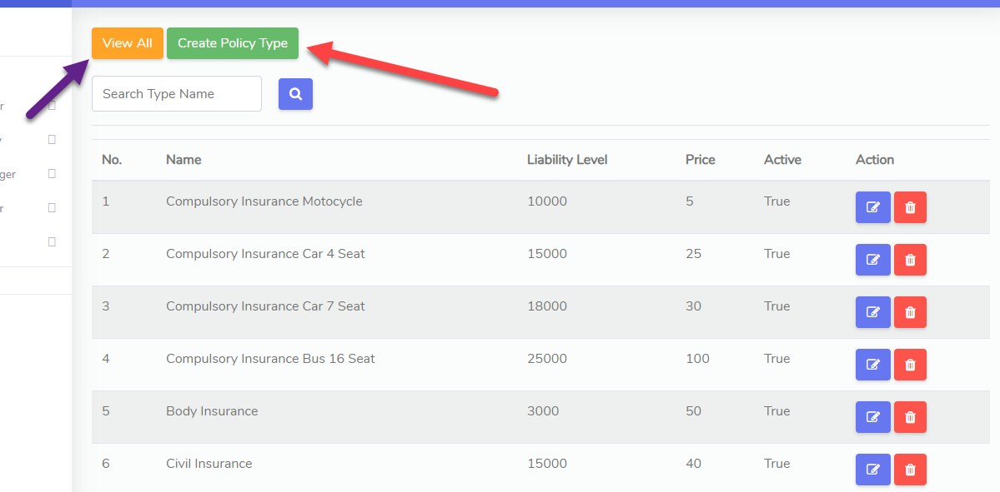 View All Create Policy Type
Search Type Name
r
y
ger
r
No. Name Liability Level Price Active Action
1 Compulsory Insurance Motocycle 10000 5 True
2 Compulsory Insurance Car 4 Seat 15000 25 True
3 Compulsory Insurance Car 7 Seat 18000 30 True
4 Compulsory Insurance Bus 16 Seat 25000 100 True
5 Body Insurance 3000 50 True
6 Civil Insurance 15000 40 True